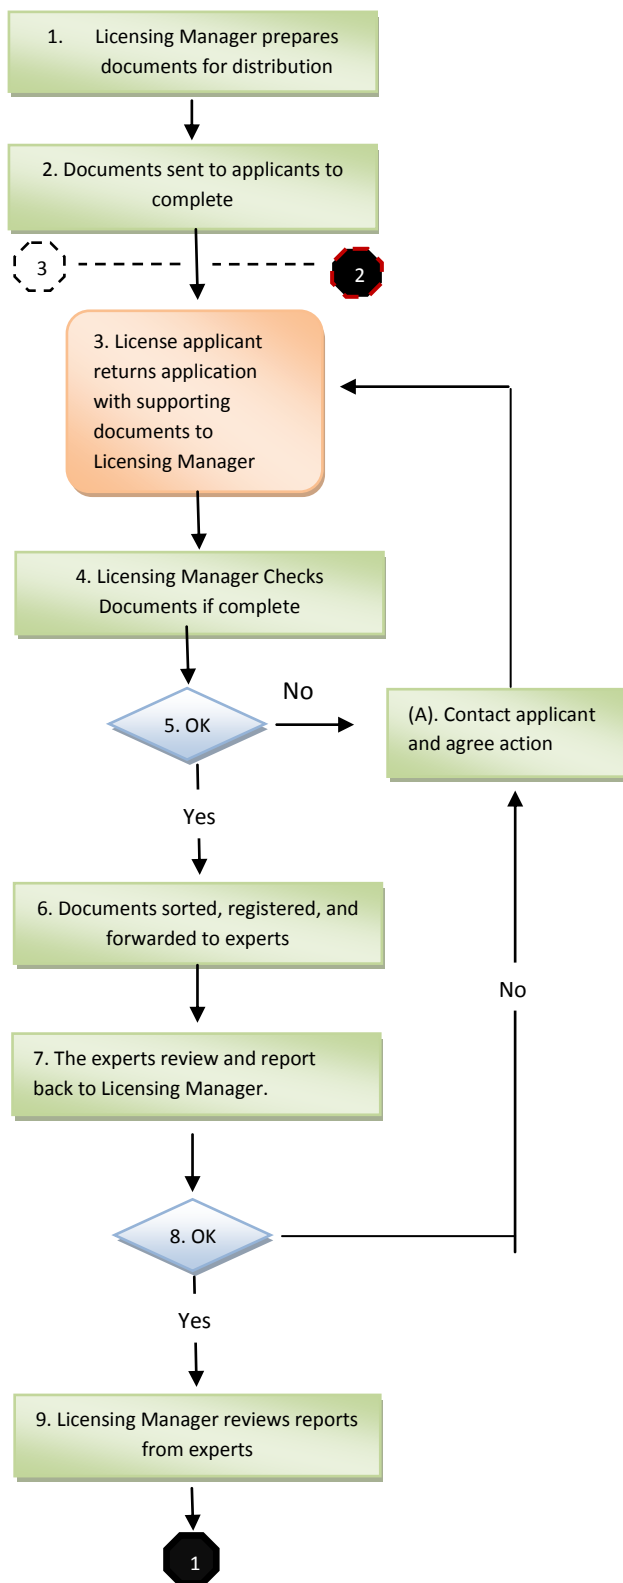 1. Licensing Manager prepares
documents for distribution
2. Documents sent to applicants to
complete
3
2
3. License applicant
returns application
with supporting
documents to
Licensing Manager
4. Licensing Manager Checks
Documents if complete
No
5. OK
(A). Contact applicant
and agree action
Yes
6. Documents sorted, registered, and
forwarded to experts
No
7. The experts review and report
back to Licensing Manager.
8. OK
Yes
9. Licensing Manager reviews reports
from experts
1